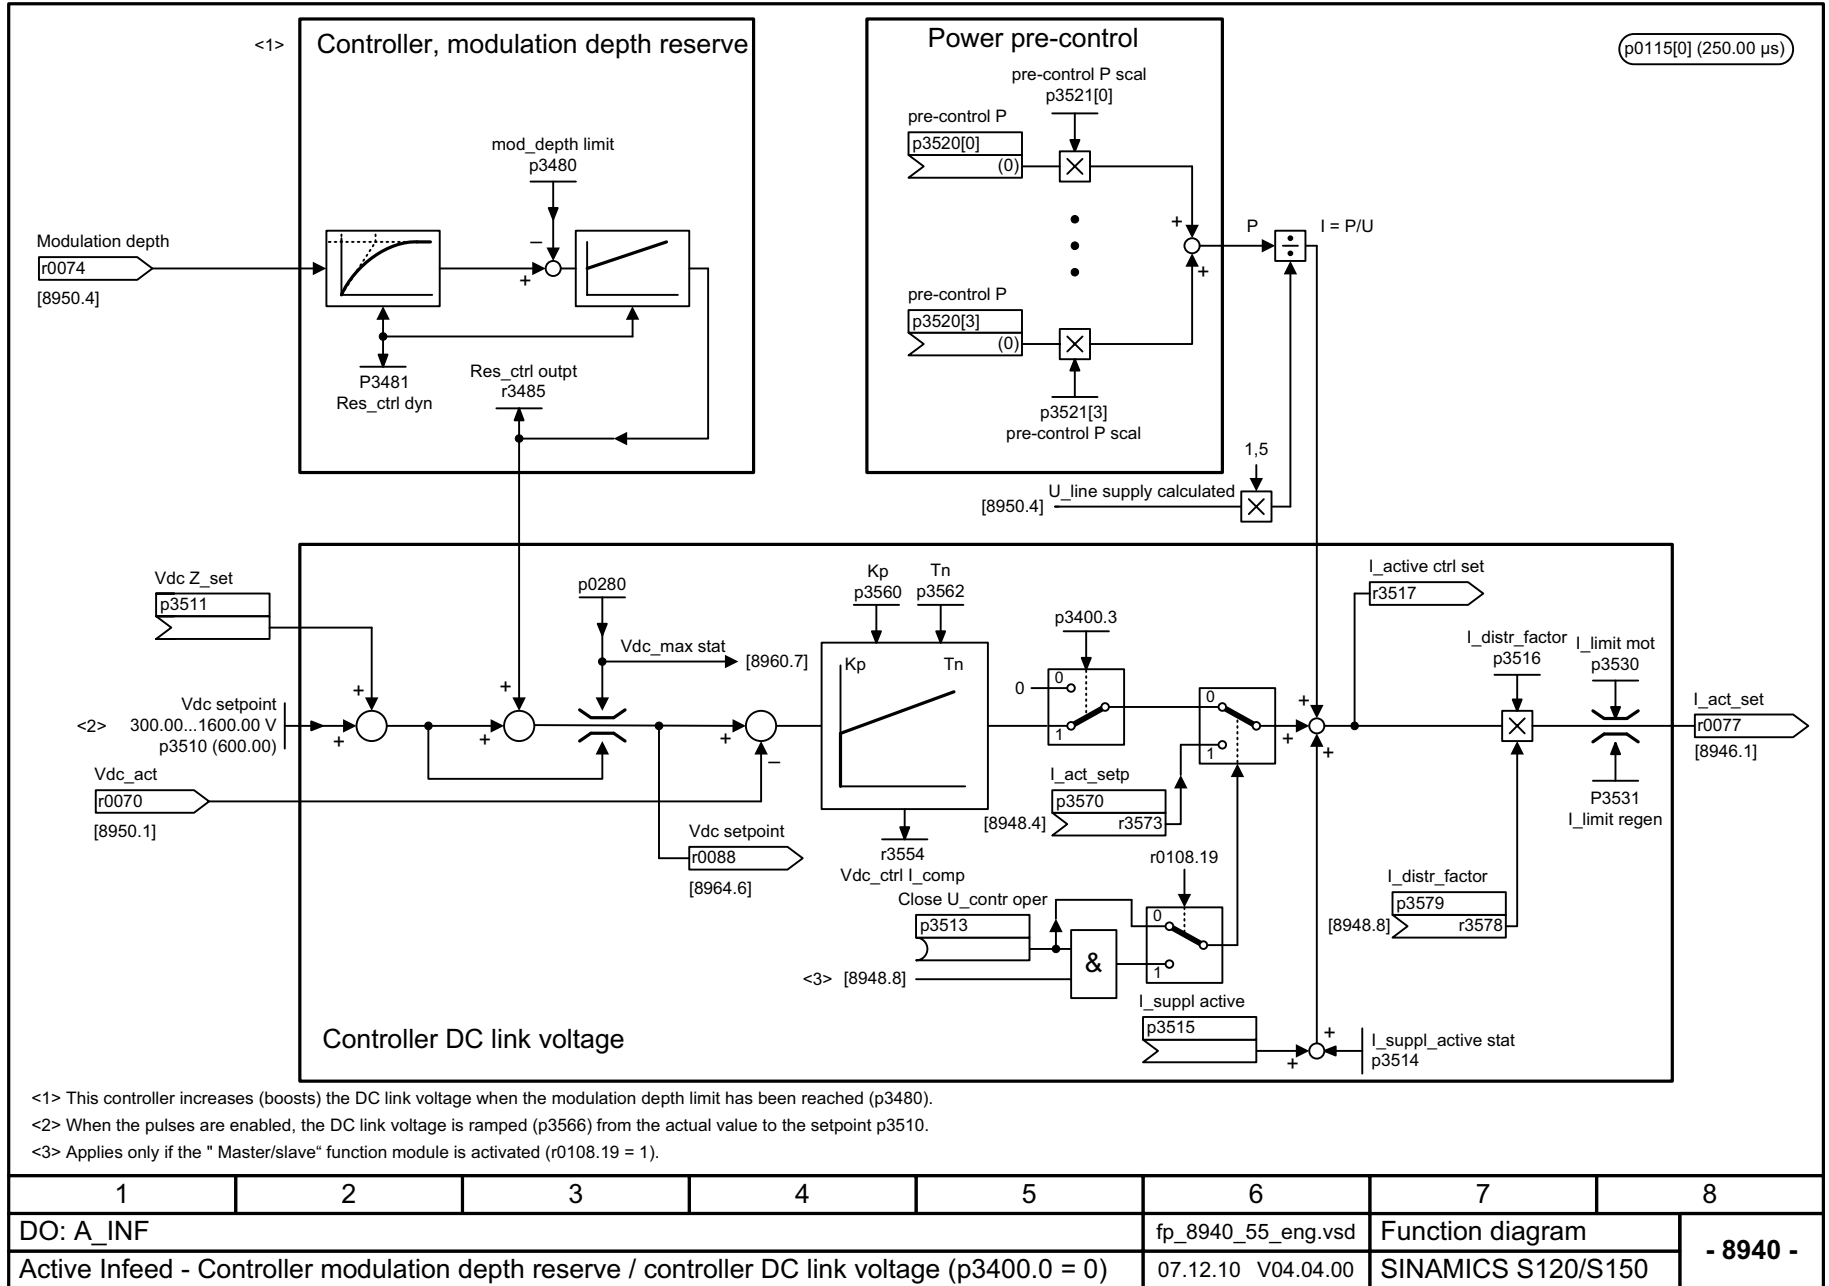 <1>
Controller, modulation depth reserve
Power pre-control
p0115[0] (250.00 µs)
pre-control P scal
p3521[0]
pre-control P
p3520[0]
(0)
mod_depth limit
p3480
Modulation depth
r0074
[8950.4]
–
+
P3481
Res_ctrl dyn
Res_ctrl outpt
r3485
pre-control P
p3520[3]
(0)
p3521[3]
pre-control P scal
+
+
P
I = P/U
1,5
U_line supply calculated
[8950.4]
Vdc Z_set
p3511
p0280
Vdc_max stat
[8960.7]
Kp
p3560
Tn
p3562
Kp
Tn
p3400.3
0
0
1
I_active ctrl set
r3517
I_distr_factor
p3516
I_limit mot
p3530
I_act_set
r0077
[8946.1]
<2>
Vdc setpoint
300.00...1600.00 V
p3510 (600.00)
+
+
+
+
+
–
Vdc_act
r0070
[8950.1]
Vdc setpoint
r0088
[8964.6]
r3554
Vdc_ctrl I_comp
I_act_setp
p3570
[8948.4]
r3573
0
1
+
+
+
P3531
I_limit regen
r0108.19
Close U_contr oper
p3513
&
0
1
<3> [8948.8]
I_distr_factor
p3579
[8948.8]
r3578
I_suppl active
p3515
+
+
I_suppl_active stat
p3514
Controller DC link voltage
<1> This controller increases (boosts) the DC link voltage when the modulation depth limit has been reached (p3480).
<2> When the pulses are enabled, the DC link voltage is ramped (p3566) from the actual value to the setpoint p3510.
<3> Applies only if the " Master/slave“ function module is activated (r0108.19 = 1).
1 2 3 4 5 6 7 8
DO: A_INF
fp_8940_55_eng.vsd
Function diagram
- 8940 -
Active Infeed - Controller modulation depth reserve / controller DC link voltage (p3400.0 = 0)
07.12.10 V04.04.00
SINAMICS S120/S150